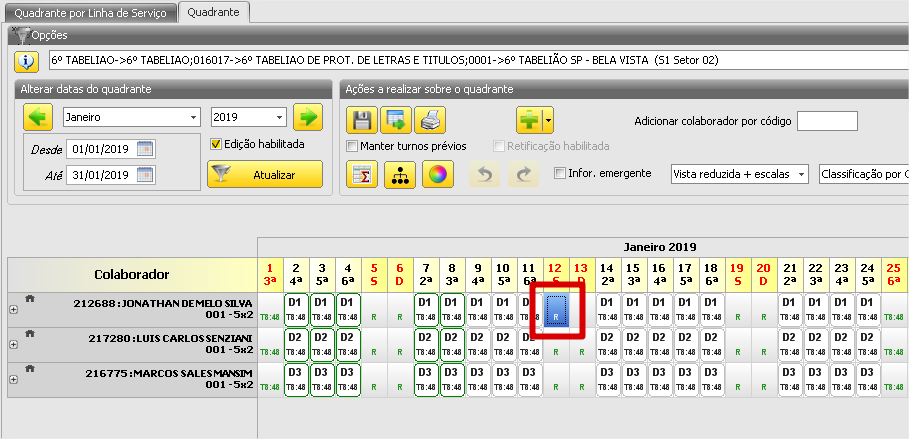 Quadrante por Linha de Serviço Quadrante
Opções
6º TABELIAO->6º TABELIAO;016017->6º TABELIAO DE PROT. DE LETRAS E TITULOS;0001->6º TABELIÃO SP - BELA VISTA (S1 Setor 02)
Alterar datas do quadrante Ações a realizar sobre o quadrante
Janeiro 2019 Adicionar colaborador por código
Desde 01/01/2019 Edição habilitada Manter turnos prévios Retificação habilitada
Até 31/01/2019 Atualizar Infor. emergente Vista reduzida + escalas Classificação por
Janeiro 2019
Colaborador 1 2 3 4 5 6 7 8 9 10 11 12 13 14 15 16 17 18 19 20 21 22 23 24 25
3ª 4ª 5ª 6ª S D 2ª 3ª 4ª 5ª 6ª S D 2ª 3ª 4ª 5ª 6ª S D 2ª 3ª 4ª 5ª 6ª
212688:JONATHAN DE MELO SILVA D1 D1 D1 D1 D1 D1 D1 D1 D1 D1 D1 D1 D1 D1 D1 D1 D1
001 -5x2 T8:48 T8:48 T8:48 T8:48 R R T8:48 T8:48 T8:48 T8:48 T8:48 R R T8:48 T8:48 T8:48 T8:48 T8:48 R R T8:48 T8:48 T8:48 T8:48 T8:48
217280:LUIS CARLOS SENZIANI D2 D2 D2 D2 D2 D2 D2 D2 D2 D2 D2 D2 D2 D2 D2 D2 D2
001 -5x2 T8:48 T8:48 T8:48 T8:48 R R T8:48 T8:48 T8:48 T8:48 T8:48 R R T8:48 T8:48 T8:48 T8:48 T8:48 R R T8:48 T8:48 T8:48 T8:48 T8:48
216775:MARCOS SALES MANSIM D3 D3 D3 D3 D3 D3 D3 D3 D3 D3 D3 D3 D3 D3 D3 D3 D3
001 -5x2 T8:48 T8:48 T8:48 T8:48 R R T8:48 T8:48 T8:48 T8:48 T8:48 R R T8:48 T8:48 T8:48 T8:48 T8:48 R R T8:48 T8:48 T8:48 T8:48 T8:48